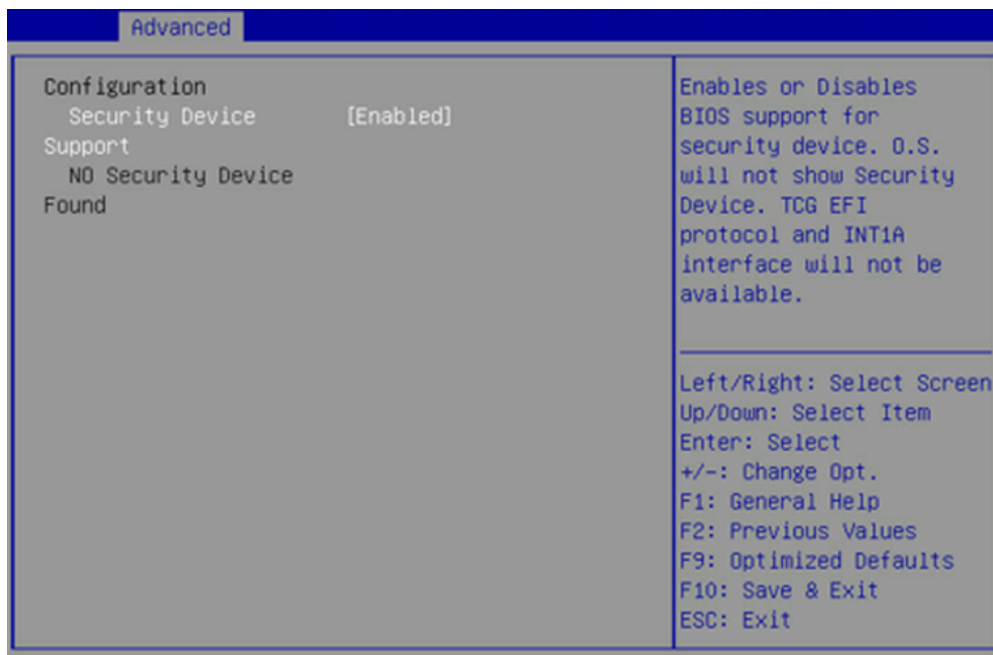 Advanced
Configuration
Security Device [Enabled]
Support
NO Security Device
Found
Enables or Disables
BIOS support for
security device. O.S.
will not show Security
Device. TCG EFI
protocol and INT1A
interface will not be
available.
Left/Right: Select Screen
Up/Down: Select Item
Enter: Select
+/-: Change Opt.
F1: General Help
F2: Previous Values
F9: Optimized Defaults
F10: Save & Exit
ESC: Exit